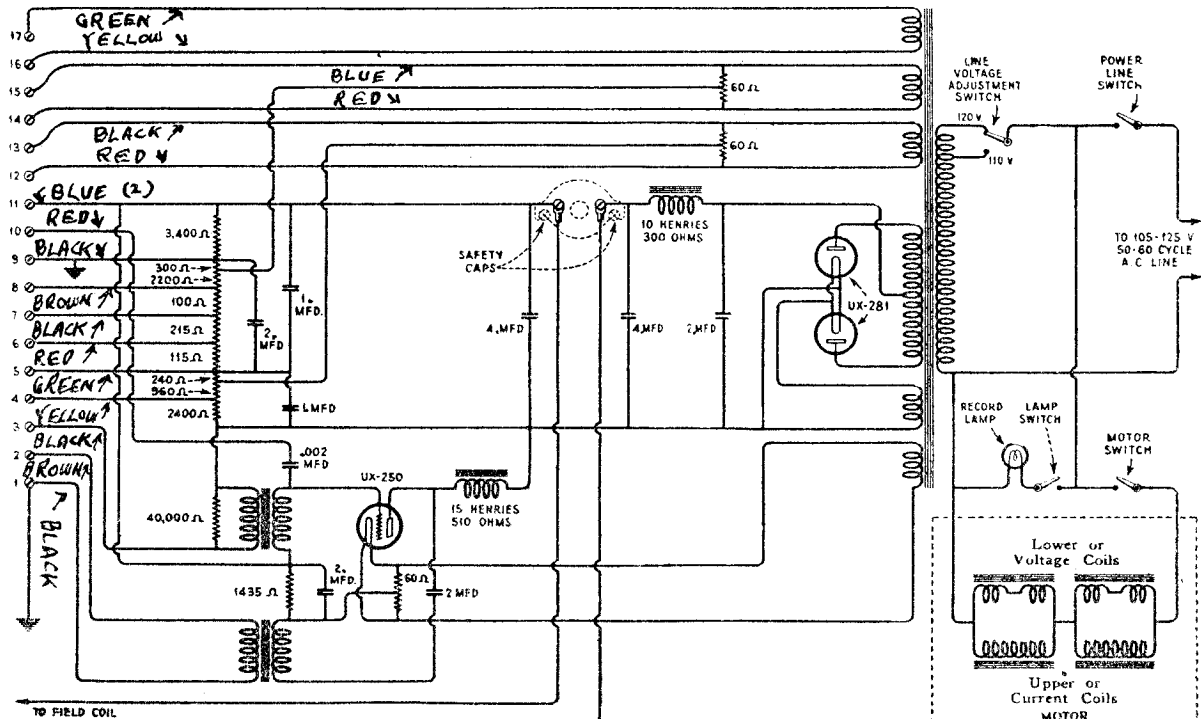 17
GREEN
YELLOW
16
15
BLUE
RED
60 Ω
14
13
BLACK
RED
60 Ω
12
11
BLUE (2)
10
RED
9
BLACK
8
BROWN
7
BLACK
6
RED
5
GREEN
4
YELLOW
3
BLACK
2
BROWN
1
BLACK
3,400 Ω
300 Ω
2200 Ω
100 Ω
215 Ω
115 Ω
240 Ω
960 Ω
2400 Ω
40,000 Ω
1435 Ω
1. MFD.
2. MFD
1. MFD
.002 MFD
UX-250
15 HENRIES
510 OHMS
2. MFD.
60 Ω
2 MFD
SAFETY CAPS
10 HENRIES
300 OHMS
4. MFD
4. MFD
2. MFD
UX-281
LINE
VOLTAGE
ADJUSTMENT
SWITCH
120 V
110 V
POWER
LINE
SWITCH
TO 105-125 V
50-60 CYCLE
A.C. LINE
RECORD
LAMP
LAMP
SWITCH
MOTOR
SWITCH
Lower or
Voltage Coils
Upper or
Current Coils
MOTOR
TO FIELD COIL